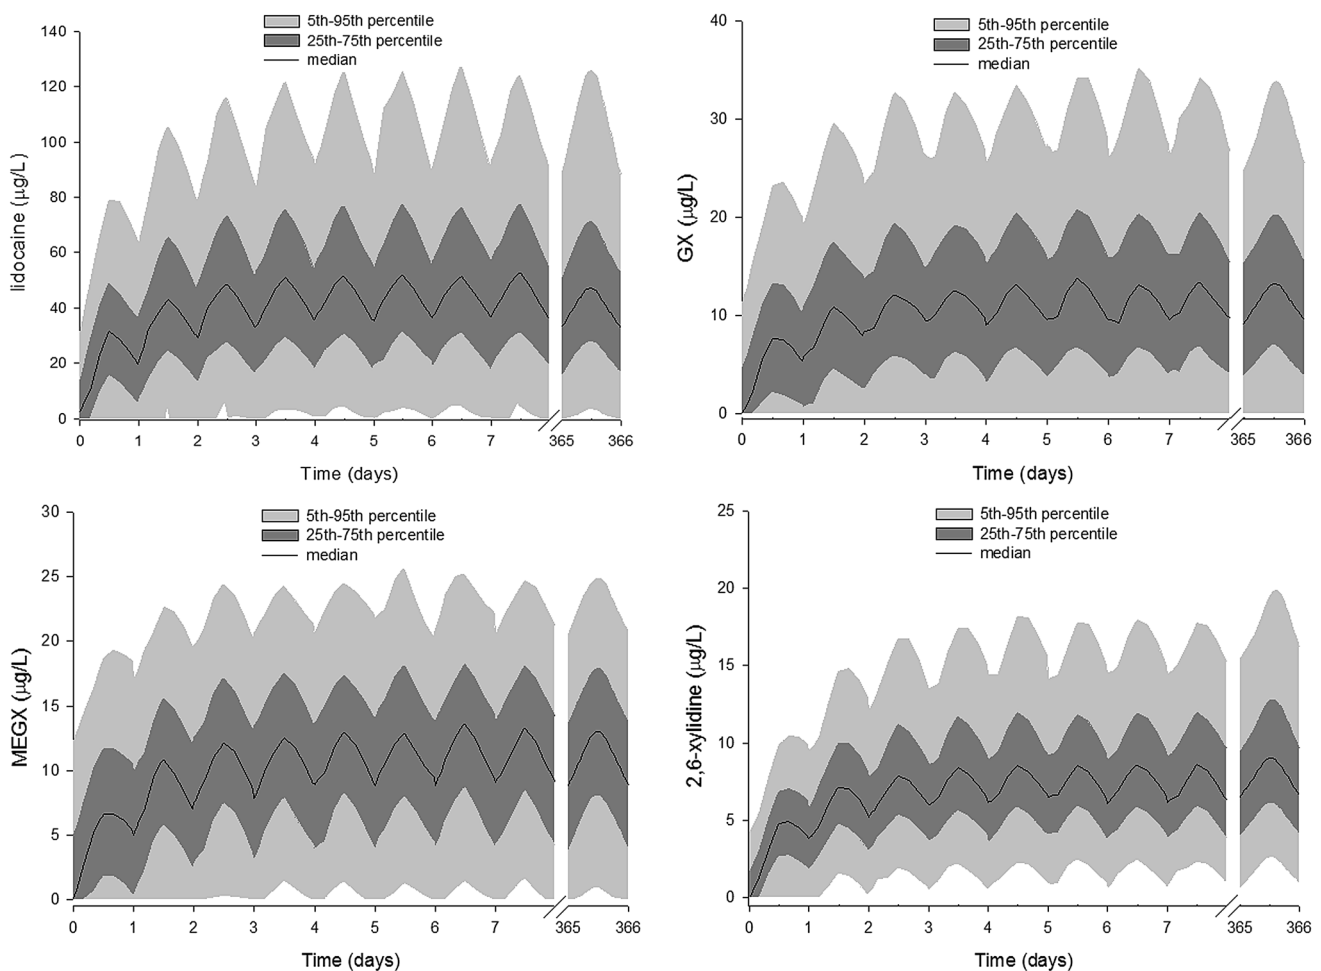 5th-95th percentile
25th-75th percentile
median
140
120
100
80
60
40
20
0
lidocaine (µg/L)
0 1 2 3 4 5 6 7 365 366
Time (days)
5th-95th percentile
25th-75th percentile
median
40
30
20
10
0
GX (µg/L)
0 1 2 3 4 5 6 7 365 366
Time (days)
5th-95th percentile
25th-75th percentile
median
30
25
20
15
10
5
0
MEGX (µg/L)
0 1 2 3 4 5 6 7 365 366
Time (days)
5th-95th percentile
25th-75th percentile
median
25
20
15
10
5
0
2,6-xylidine (µg/L)
0 1 2 3 4 5 6 7 365 366
Time (days)